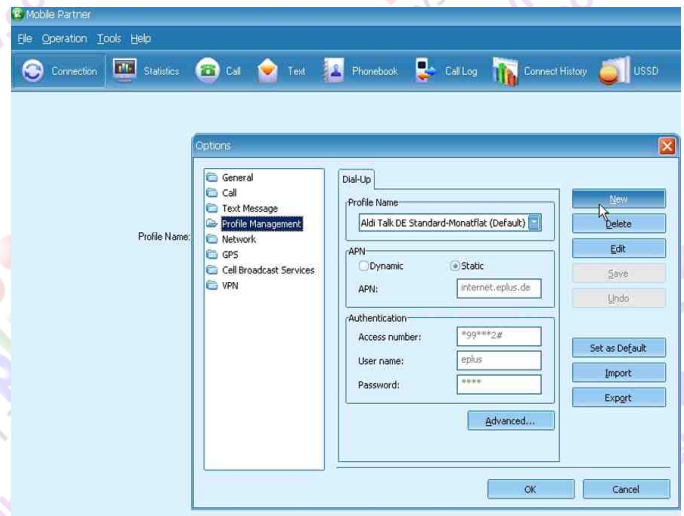 Mobile Partner
File Operation Tools Help
Connection Statistics Call Text Phonebook Call Log Connect History USSD
Options
General
Call
Text Message
Profile Management
Network
GPS
Cell Broadcast Services
VPN
Profile Name:
Dial-Up
Profile Name
Aldi Talk DE Standard-Monatflat (Default)
APN
Dynamic Static
APN: internet.eplus.de
Authentication
Access number: *99***2#
User name: eplus
Password: ****
Advanced...
New
Delete
Edit
Save
Undo
Set as Default
Import
Export
OK Cancel